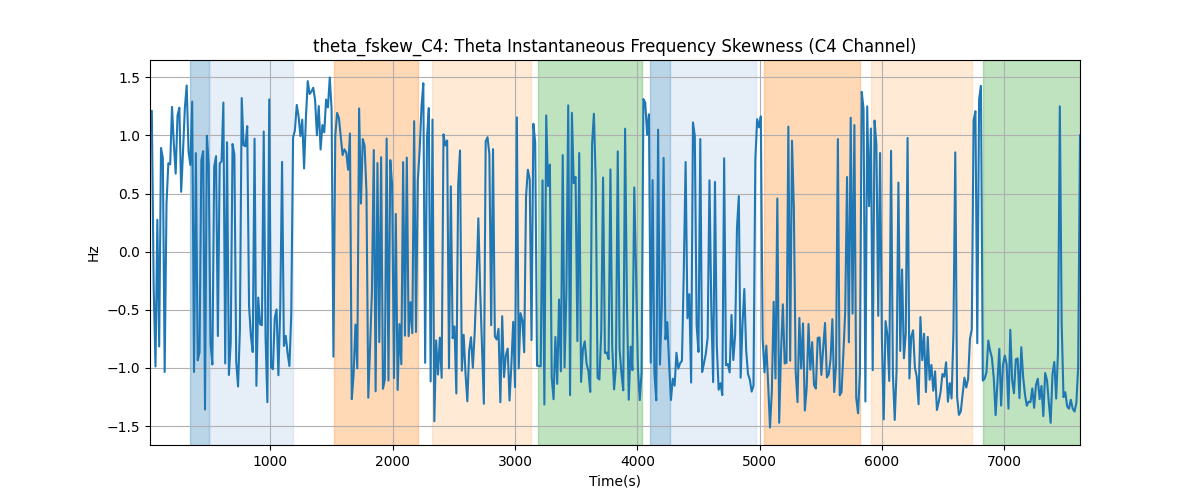 theta_fskew_C4: Theta Instantaneous Frequency Skewness (C4 Channel)
1.5
1.0
0.5
0.0
−0.5
−1.0
−1.5
Hz
1000 2000 3000 4000 5000 6000 7000
Time(s)